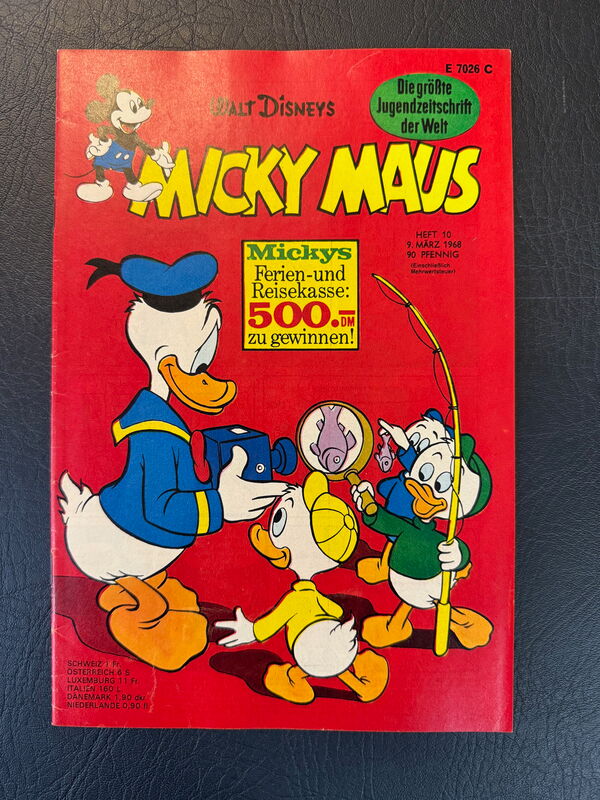 E 7026 C
WALT DISNEYS
Die größte
Jugendzeitschrift
der Welt
MICKY MAUS
HEFT 10
9. MÄRZ 1968
90 PFENNIG
(Einschließlich
Mehrwertsteuer)
Mickys
Ferien-und
Reisekasse:
500.–DM
zu gewinnen!
SCHWEIZ 1 Fr.
ÖSTERREICH 6 S
LUXEMBURG 11 Fr.
ITALIEN 160 L
DÄNEMARK 1,90 dkr
NIEDERLANDE 0,90 fl